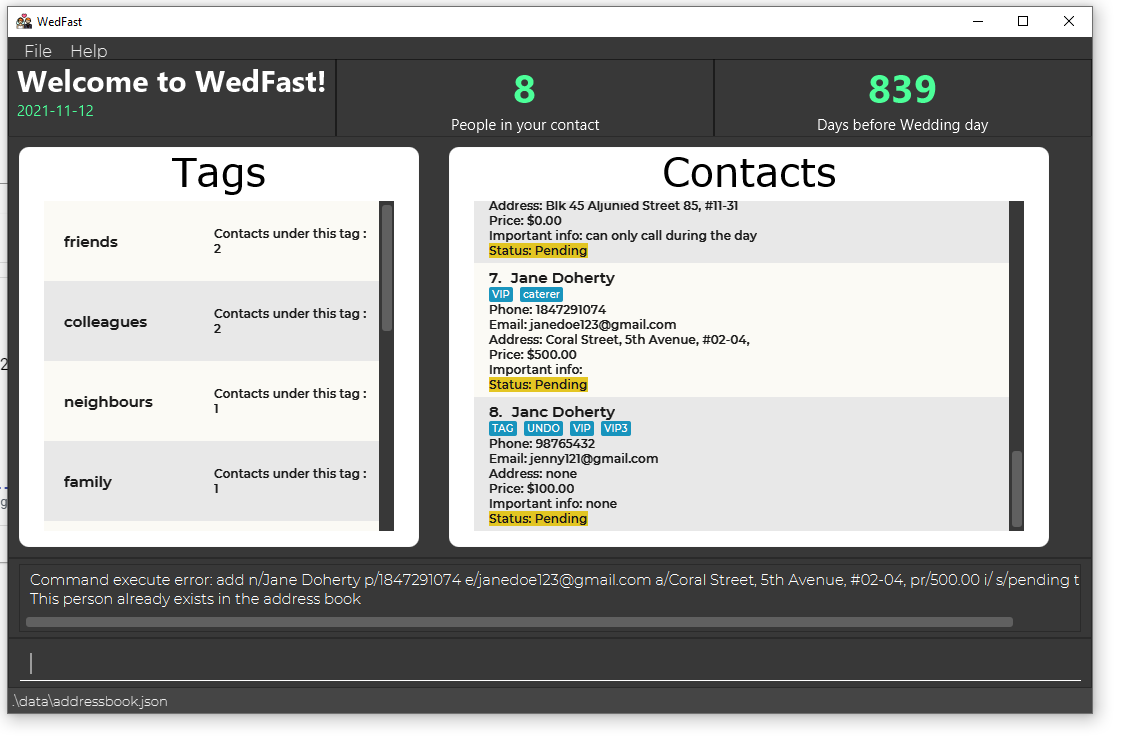 WedFast
File Help
Welcome to WedFast!
2021-11-12
8
People in your contact
839
Days before Wedding day
Tags
friends
Contacts under this tag :
2
colleagues
Contacts under this tag :
2
neighbours
Contacts under this tag :
1
family
Contacts under this tag :
1
Contacts
Address: Blk 45 Aljunied Street 85, #11-31
Price: $0.00
Important info: can only call during the day
Status: Pending
7. Jane Doherty
VIP caterer
Phone: 1847291074
Email: janedoe123@gmail.com
Address: Coral Street, 5th Avenue, #02-04,
Price: $500.00
Important info:
Status: Pending
8. Janc Doherty
TAG UNDO VIP VIP3
Phone: 98765432
Email: jenny121@gmail.com
Address: none
Price: $100.00
Important info: none
Status: Pending
Command execute error: add n/Jane Doherty p/1847291074 e/janedoe123@gmail.com a/Coral Street, 5th Avenue, #02-04, pr/500.00 i/ s/pending t
This person already exists in the address book
.\data\addressbook.json